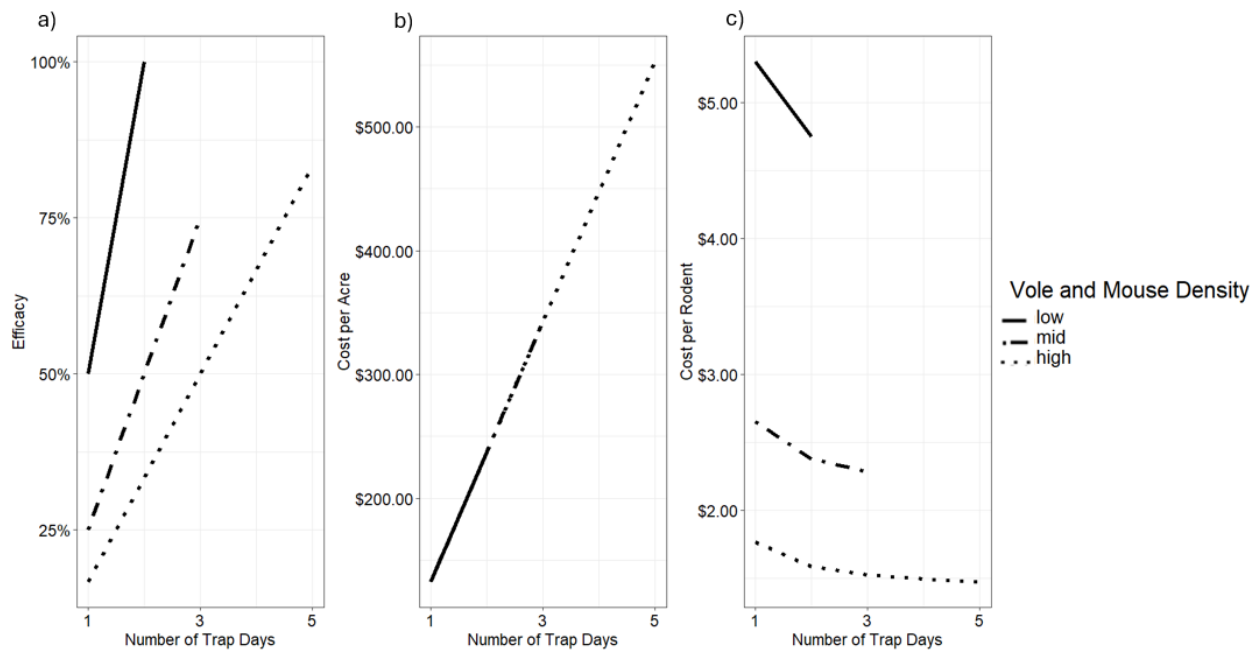 a)
100%
75%
50%
25%
Efficacy
1
3
5
Number of Trap Days
b)
$500.00
$400.00
$300.00
$200.00
Cost per Acre
1
3
5
Number of Trap Days
c)
$5.00
$4.00
$3.00
$2.00
Cost per Rodent
1
3
5
Number of Trap Days
Vole and Mouse Density
low
mid
high